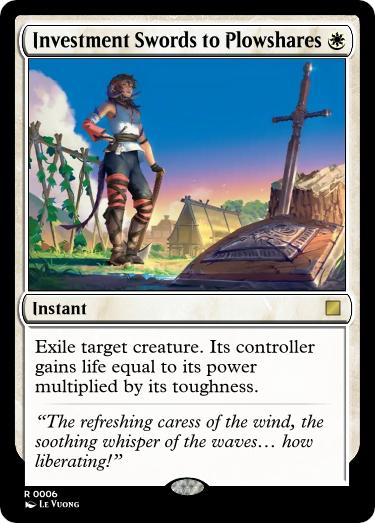 Investment Swords to Plowshares
Instant
Exile target creature. Its controller
gains life equal to its power
multiplied by its toughness.
“The refreshing caress of the wind, the
soothing whisper of the waves… how
liberating!”
R 0006
Le Vuong